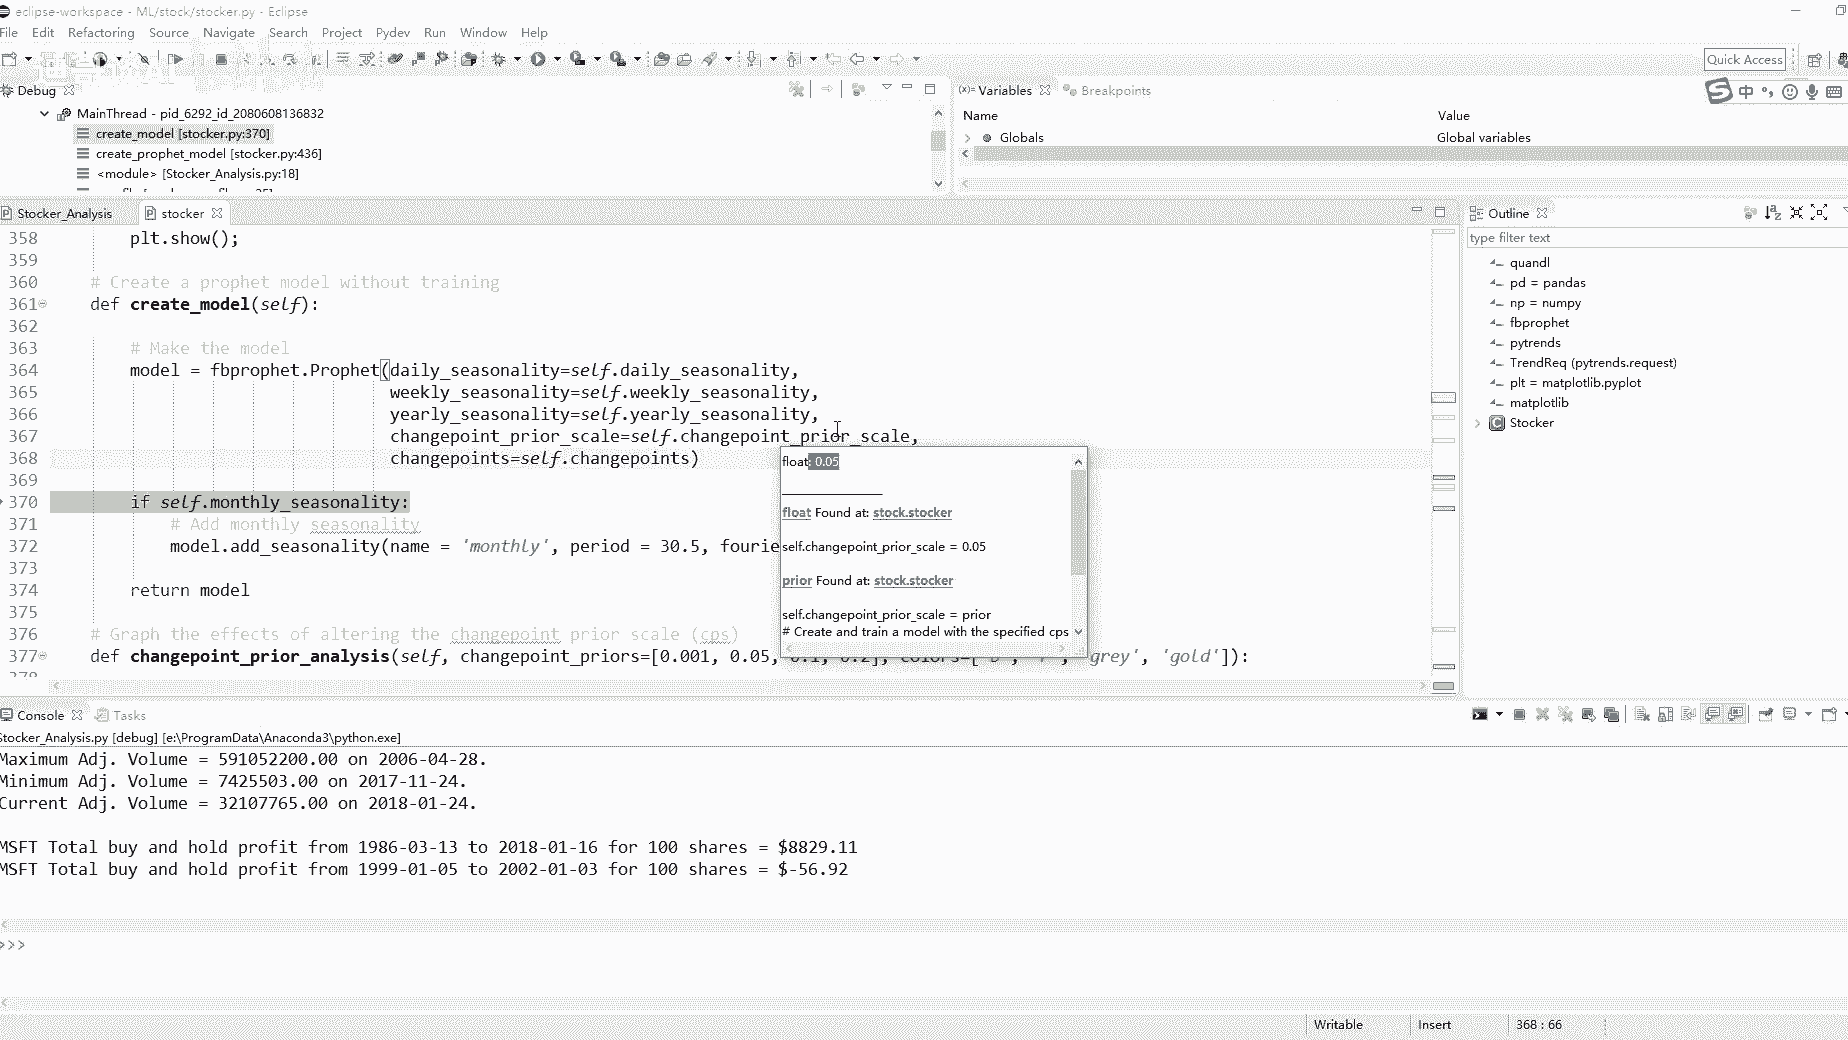 eclipse-workspace - ML/stock/stocker.py - Eclipse
File Edit Refactoring Source Navigate Search Project Pydev Run Window Help
Quick Access
Debug
Variables Breakpoints
中
MainThread - pid_6292_id_2080608136832
create_model [stocker.py:370]
create_prophet_model [stocker.py:436]
<module> [Stocker_Analysis.py:18]
Name Value
Globals Global variables
Stocker_Analysis stocker
358 plt.show();
359
360 # Create a prophet model without training
361 def create_model(self):
362
363 # Make the model
364 model = fbprophet.Prophet(daily_seasonality=self.daily_seasonality,
365 weekly_seasonality=self.weekly_seasonality,
366 yearly_seasonality=self.yearly_seasonality,
367 changepoint_prior_scale=self.changepoint_prior_scale,
368 changepoints=self.changepoints)
369
370 if self.monthly_seasonality:
371 # Add monthly seasonality
372 model.add_seasonality(name = 'monthly', period = 30.5, fourie
373
374 return model
375
376 # Graph the effects of altering the changepoint prior scale (cps)
377 def changepoint_prior_analysis(self, changepoint_priors=[0.001, 0.05, 0.1, 0.2], colors=['b', 'r', 'grey', 'gold']):
float: 0.05
float Found at: stock.stocker
self.changepoint_prior_scale = 0.05
prior Found at: stock.stocker
self.changepoint_prior_scale = prior
# Create and train a model with the specified cps
Outline
type filter text
quandl
pd = pandas
np = numpy
fbprophet
pytrends
TrendReq (pytrends.request)
plt = matplotlib.pyplot
matplotlib
Stocker
Console Tasks
Stocker_Analysis.py [debug] [e:\ProgramData\Anaconda3\python.exe]
Maximum Adj. Volume = 591052200.00 on 2006-04-28.
Minimum Adj. Volume = 7425503.00 on 2017-11-24.
Current Adj. Volume = 32107765.00 on 2018-01-24.
MSFT Total buy and hold profit from 1986-03-13 to 2018-01-16 for 100 shares = $8829.11
MSFT Total buy and hold profit from 1999-01-05 to 2002-01-03 for 100 shares = $-56.92
>>>
Writable Insert 368 : 66